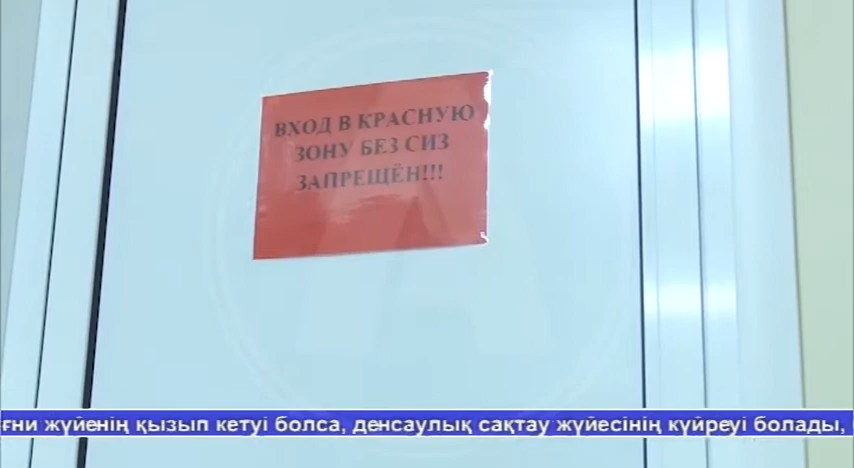 ВХОД В КРАСНУЮ
ЗОНУ БЕЗ СИЗ
ЗАПРЕЩЁН!!!
ғни жүйенің қызып кетуі болса, денсаулық сақтау жүйесінің күйреуі болады,